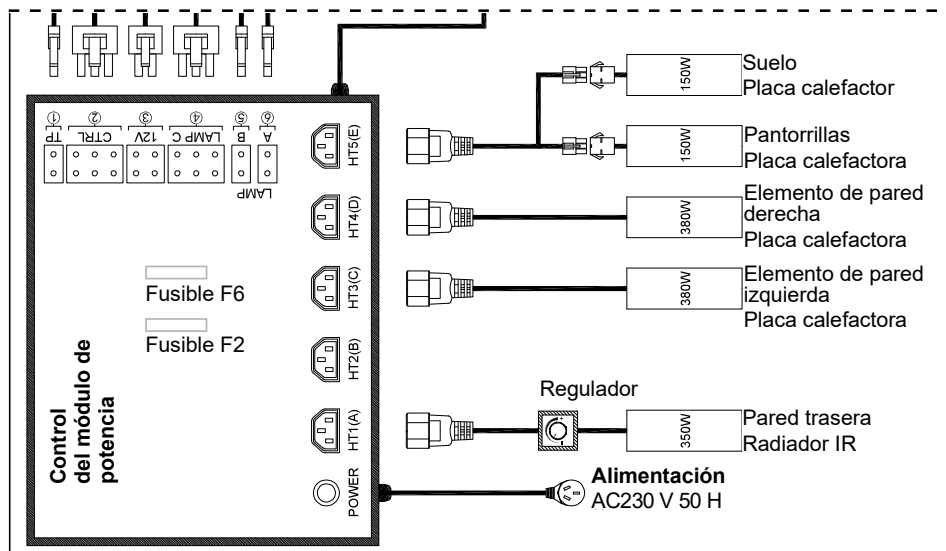 ① ② ③ ④ ⑤ ⑥
TP CTRL 12V LAMP C B A
LAMP
Fusible F6
Fusible F2
Control
del módulo de
potencia
HT5(E)
HT4(D)
HT3(C)
HT2(B)
HT1(A)
POWER
150W
Suelo
Placa calefactor
150W
Pantorrillas
Placa calefactora
380W
Elemento de pared
derecha
Placa calefactora
380W
Elemento de pared
izquierda
Placa calefactora
Regulador
350W
Pared trasera
Radiador IR
Alimentación
AC230 V 50 H